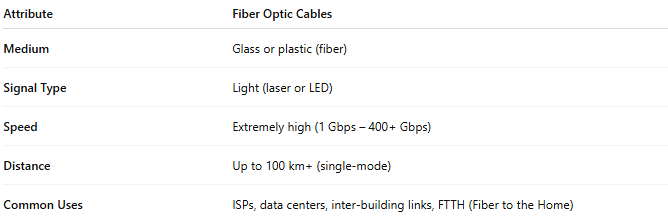 Attribute Fiber Optic Cables
Medium Glass or plastic (fiber)
Signal Type Light (laser or LED)
Speed Extremely high (1 Gbps – 400+ Gbps)
Distance Up to 100 km+ (single-mode)
Common Uses ISPs, data centers, inter-building links, FTTH (Fiber to the Home)